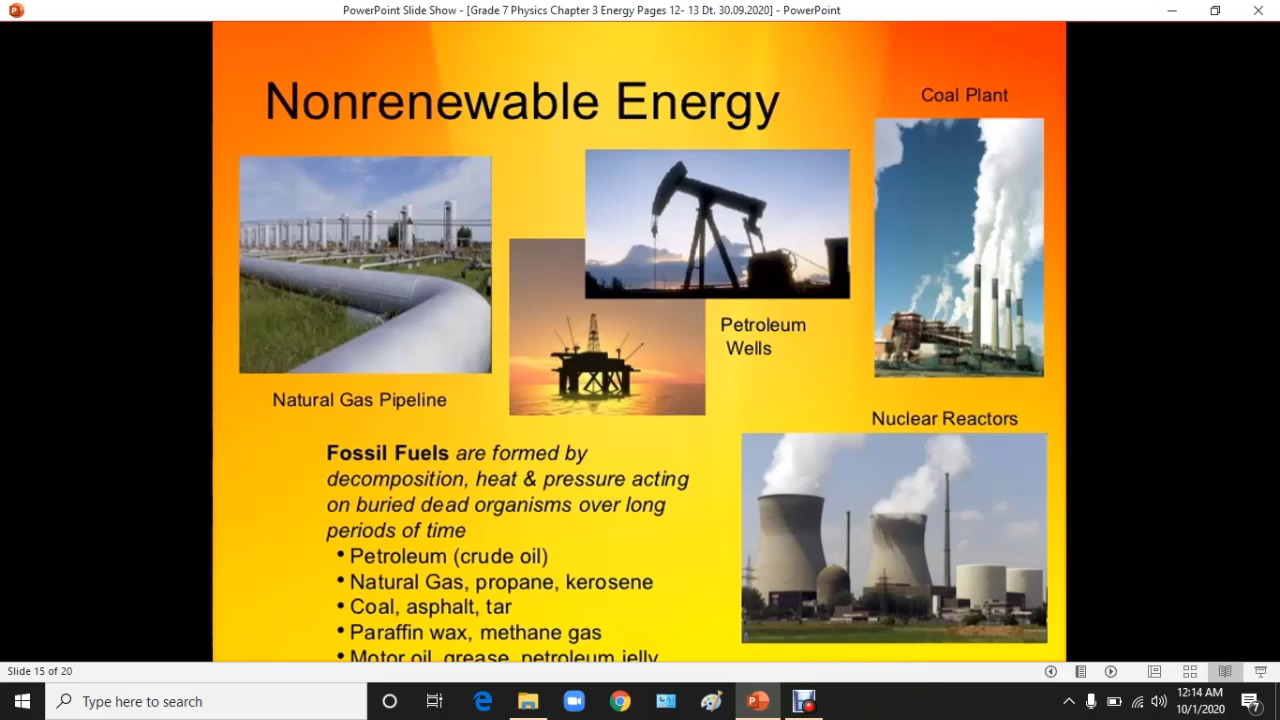 PowerPoint Slide Show - [Grade 7 Physics Chapter 3 Energy Pages 12- 13 Dt. 30.09.2020] - PowerPoint
Nonrenewable Energy
Coal Plant
Petroleum
Wells
Natural Gas Pipeline
Nuclear Reactors
Fossil Fuels are formed by
decomposition, heat & pressure acting
on buried dead organisms over long
periods of time
• Petroleum (crude oil)
• Natural Gas, propane, kerosene
• Coal, asphalt, tar
• Paraffin wax, methane gas
• Motor oil, grease, petroleum jelly
Slide 15 of 20
Type here to search
12:14 AM
10/1/2020
7